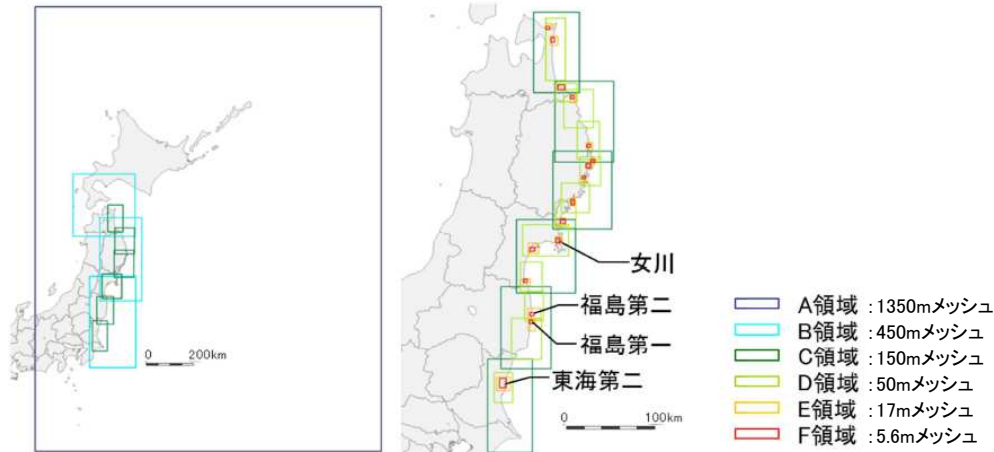 0 200km
女川
福島第二
福島第一
東海第二
0 100km
A領域 :1350mメッシュ
B領域 :450mメッシュ
C領域 :150mメッシュ
D領域 :50mメッシュ
E領域 :17mメッシュ
F領域 :5.6mメッシュ